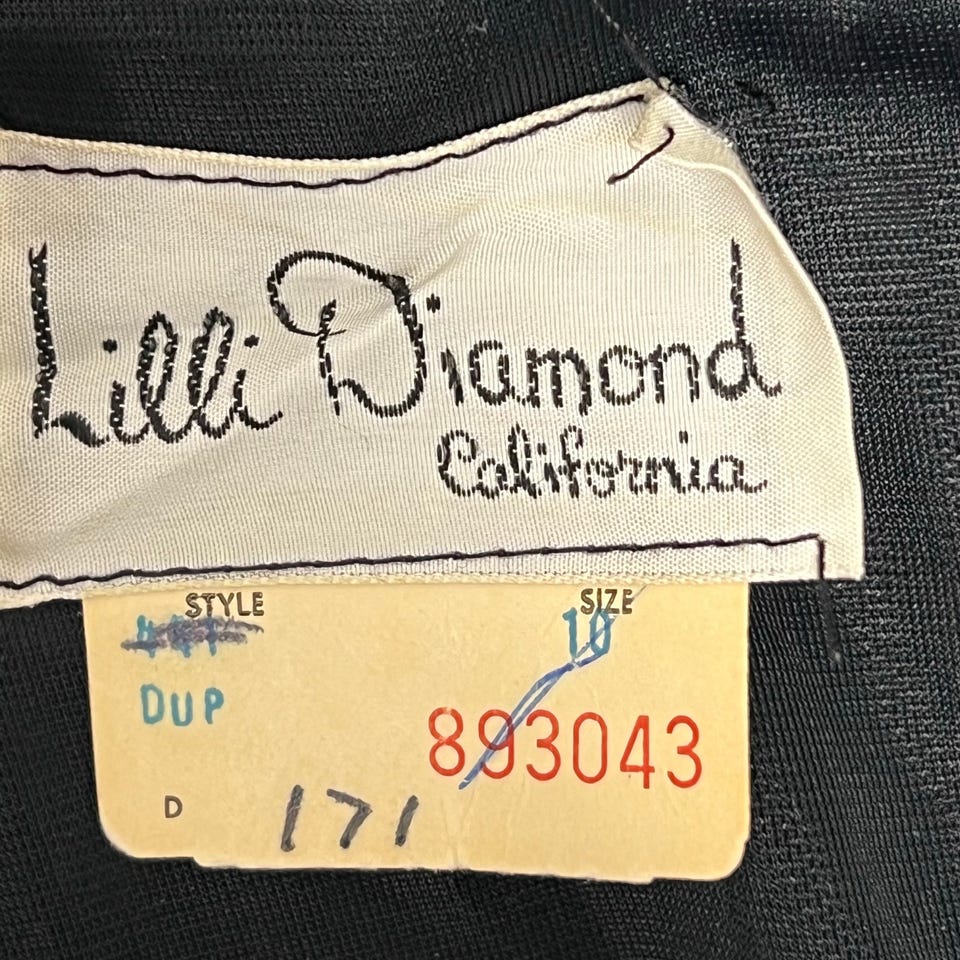 Lilli Diamond
California
STYLE SIZE
10
DUP
893043
D 171